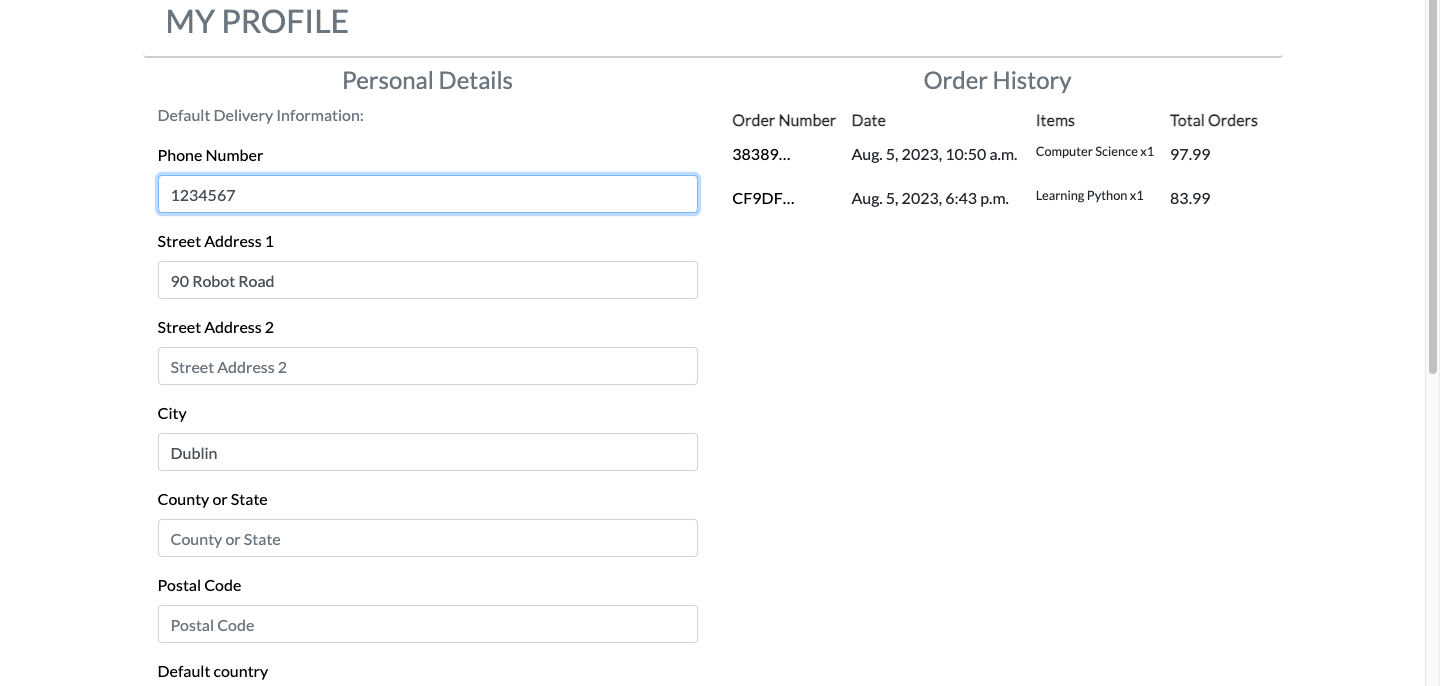 MY PROFILE
Personal Details
Default Delivery Information:
Phone Number
1234567
Street Address 1
90 Robot Road
Street Address 2
Street Address 2
City
Dublin
County or State
County or State
Postal Code
Postal Code
Default country
Order History
Order Number Date Items Total Orders
38389... Aug. 5, 2023, 10:50 a.m. Computer Science x1 97.99
CF9DF... Aug. 5, 2023, 6:43 p.m. Learning Python x1 83.99